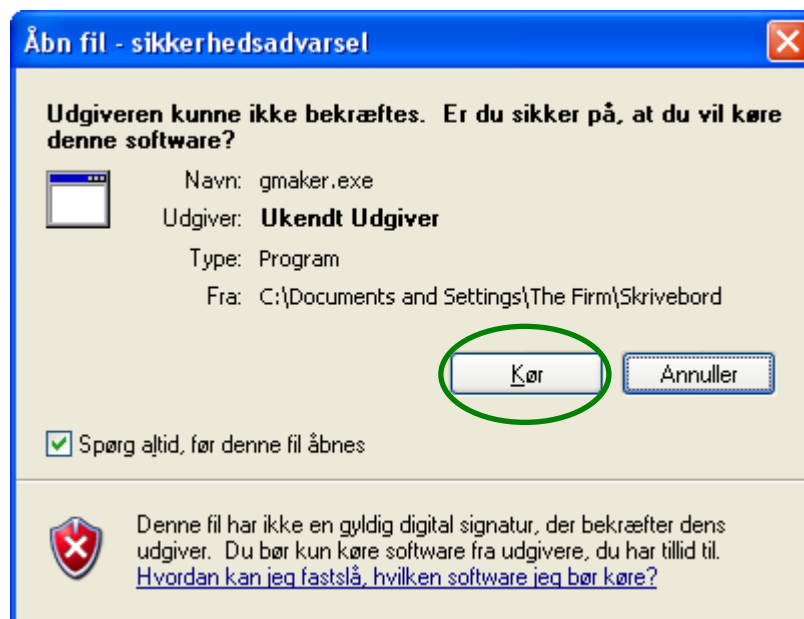 Åbn fil - sikkerhedsadvarsel
Udgiveren kunne ikke bekræftes. Er du sikker på, at du vil køre
denne software?
Navn: gmaker.exe
Udgiver: Ukendt Udgiver
Type: Program
Fra: C:\Documents and Settings\The Firm\Skrivebord
Kør Annuller
Spørg altid, før denne fil åbnes
Denne fil har ikke en gyldig digital signatur, der bekræfter dens
udgiver. Du bør kun køre software fra udgivere, du har tillid til.
Hvordan kan jeg fastslå, hvilken software jeg bør køre?